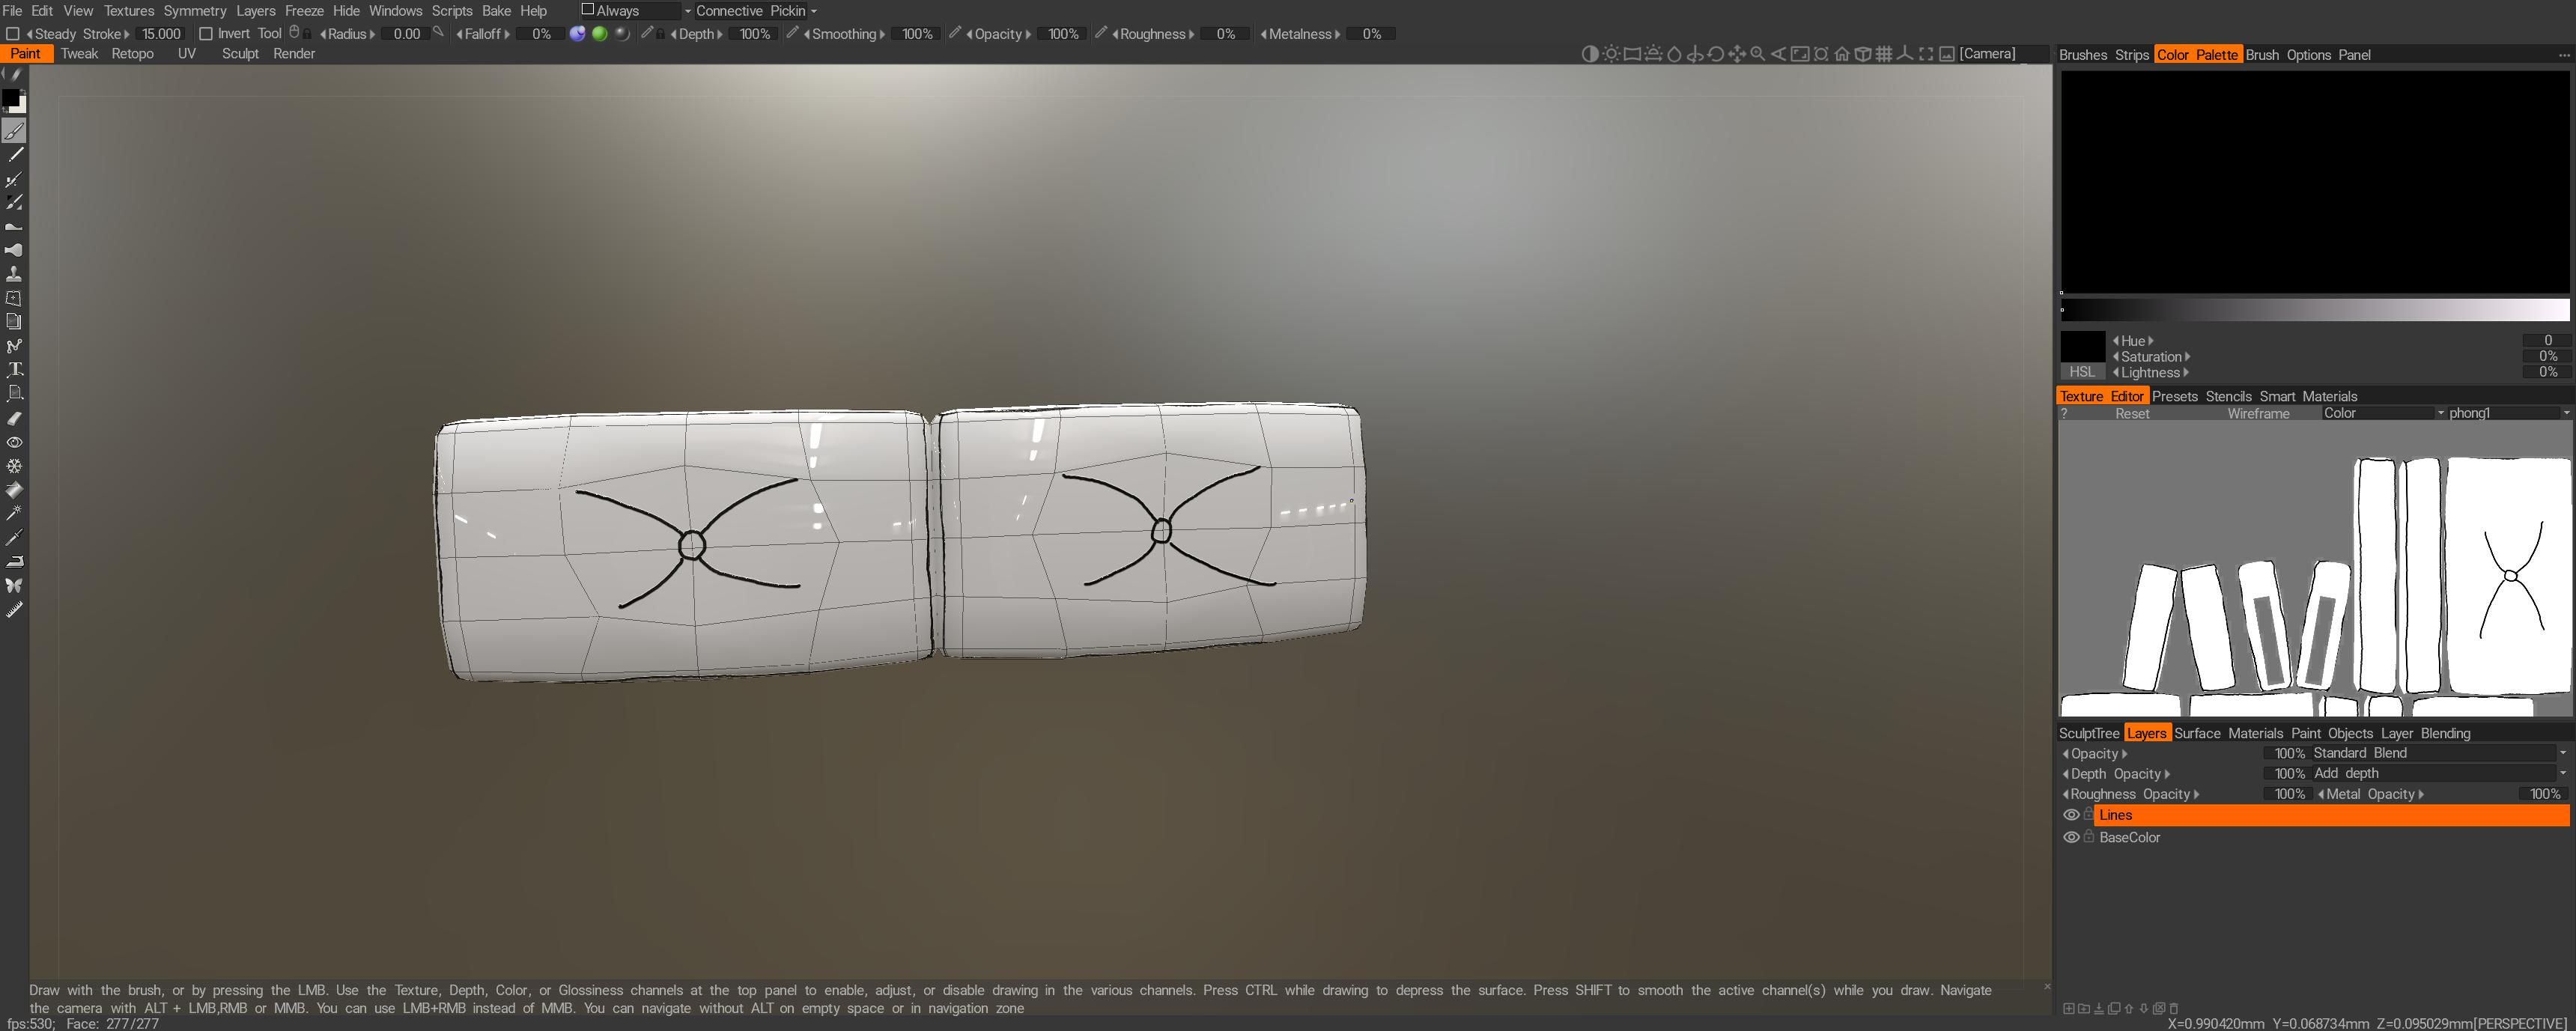 File Edit View Textures Symmetry Layers Freeze Hide Windows Scripts Bake Help Always Connective Pickin
Steady Stroke 15.000 Invert Tool Radius 0.00 Falloff 0% Depth 100% Smoothing 100% Opacity 100% Roughness 0% Metalness 0%
Paint Tweak Retopo UV Sculpt Render [Camera]
Brushes Strips Color Palette Brush Options Panel
Hue 0
Saturation 0%
HSL Lightness 0%
Texture Editor Presets Stencils Smart Materials
? Reset Wireframe Color phong1
SculptTree Layers Surface Materials Paint Objects Layer Blending
Opacity 100% Standard Blend
Depth Opacity 100% Add depth
Roughness Opacity 100% Metal Opacity 100%
Lines
BaseColor
Draw with the brush, or by pressing the LMB. Use the Texture, Depth, Color, or Glossiness channels at the top panel to enable, adjust, or disable drawing in the various channels. Press CTRL while drawing to depress the surface. Press SHIFT to smooth the active channel(s) while you draw. Navigate
the camera with ALT + LMB,RMB or MMB. You can use LMB+RMB instead of MMB. You can navigate without ALT on empty space or in navigation zone
fps:530; Face: 277/277
X=0.990420mm Y=0.068734mm Z=0.095029mm[PERSPECTIVE]